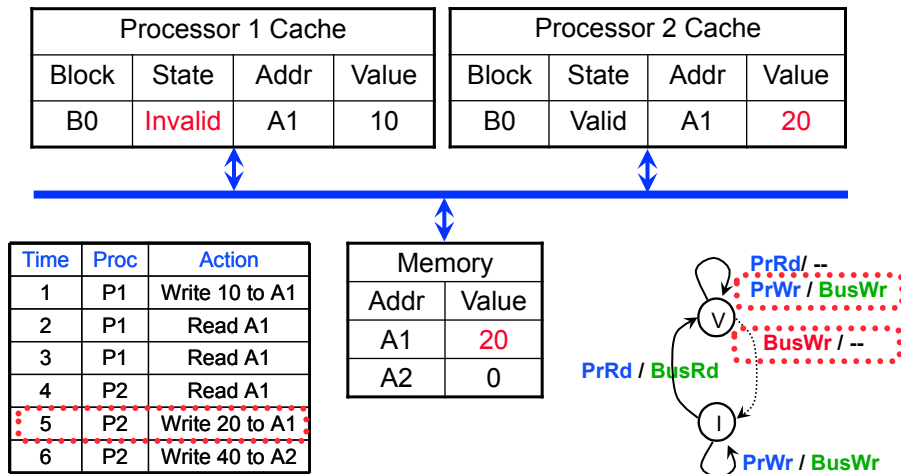 Processor 1 Cache
Block State Addr Value
B0 Invalid A1 10
Processor 2 Cache
Block State Addr Value
B0 Valid A1 20
Time Proc Action
1 P1 Write 10 to A1
2 P1 Read A1
3 P1 Read A1
4 P2 Read A1
5 P2 Write 20 to A1
6 P2 Write 40 to A2
Memory
Addr Value
A1 20
A2 0
PrRd/ --
PrWr / BusWr
V
BusWr / --
PrRd / BusRd
I
PrWr / BusWr